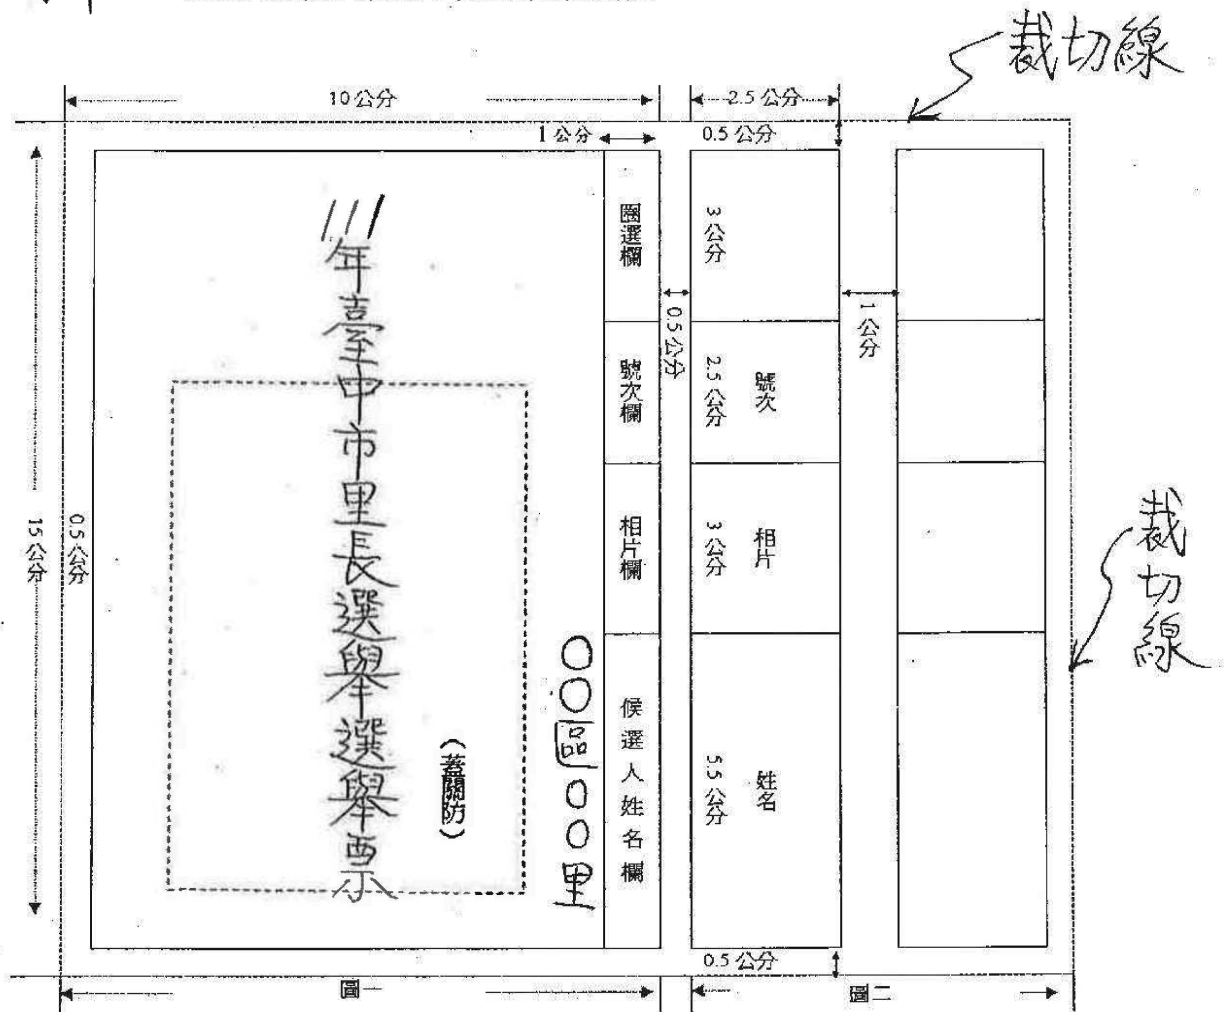 裁切線
10公分
2.5 公分
1公分
0.5 公分
圈選欄
3公分
0.5公分
1公分
號次欄
2.5公分
號次
相片欄
3公分
相片
候選人姓名欄
5.5公分
姓名
111年臺中市里長選舉選舉票
(蓋關防)
○○區○○里
15公分
0.5公分
裁切線
0.5 公分
圖一
圖二